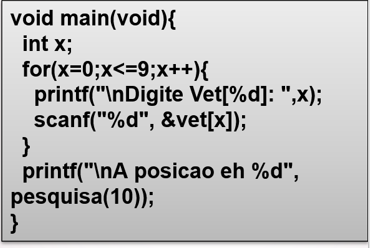 void main(void){
int x;
for(x=0;x<=9;x++){
printf("\nDigite Vet[%d]: ",x);
scanf("%d", &vet[x]);
}
printf("\nA posicao eh %d",
pesquisa(10));
}